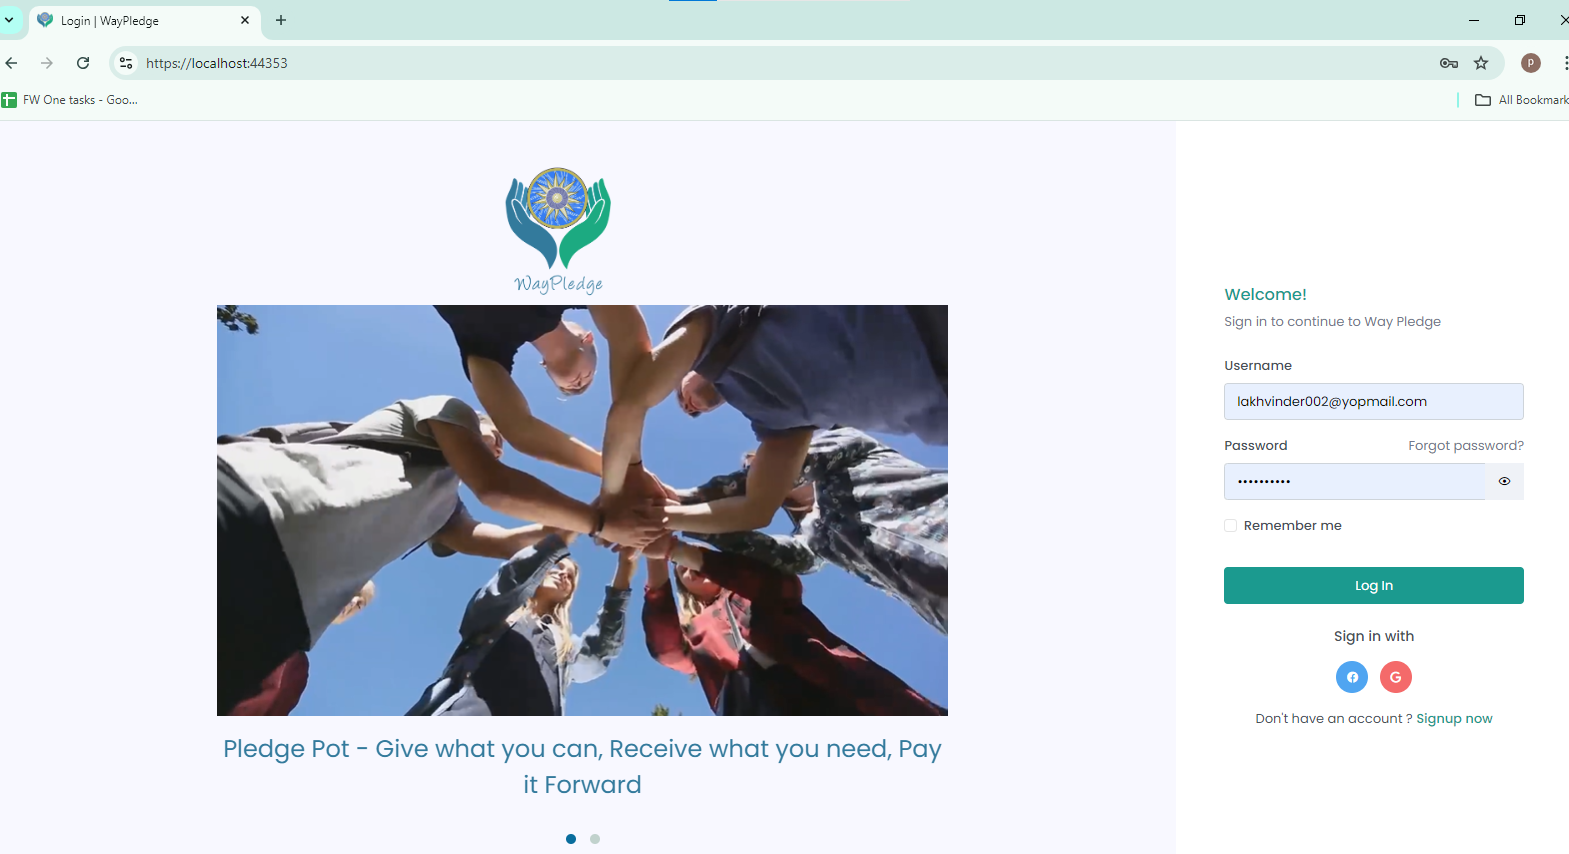 Login | WayPledge
https://localhost:44353
P
FW One tasks - Goo...
All Bookmark
WayPledge
Pledge Pot - Give what you can, Receive what you need, Pay
it Forward
Welcome!
Sign in to continue to Way Pledge
Username
lakhvinder002@yopmail.com
Password Forgot password?
••••••••••
Remember me
Log In
Sign in with
G
Don't have an account ? Signup now